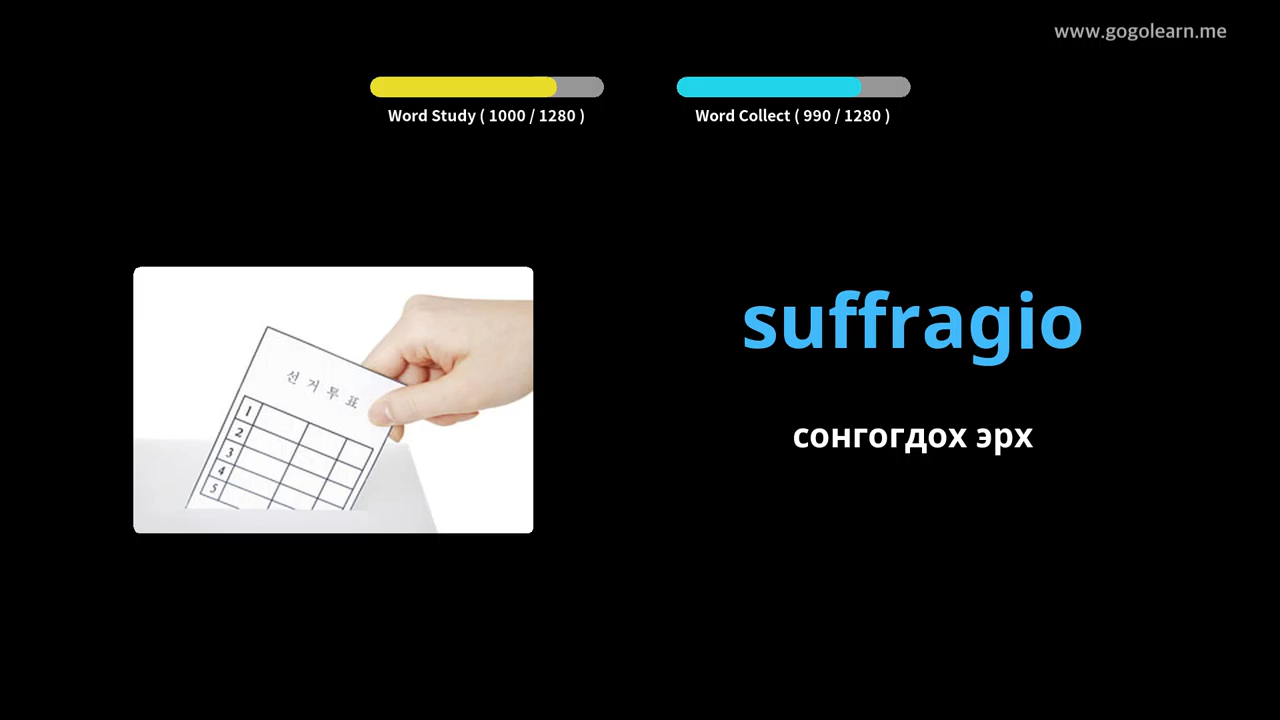 www.gogolearn.me
Word Study ( 1000 / 1280 )
Word Collect ( 990 / 1280 )
선거투표
1
2
3
4
5
suffragio
сонгогдох эрх